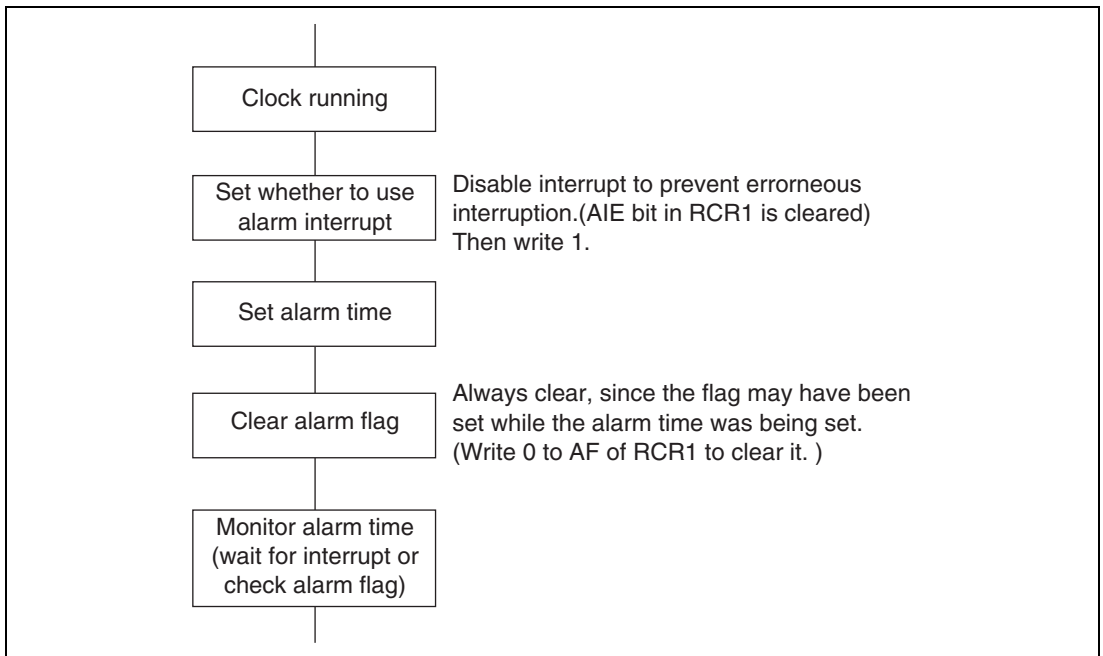 Clock running
Set whether to use
alarm interrupt
Disable interrupt to prevent errorneous
interruption.(AIE bit in RCR1 is cleared)
Then write 1.
Set alarm time
Clear alarm flag
Always clear, since the flag may have been
set while the alarm time was being set.
(Write 0 to AF of RCR1 to clear it. )
Monitor alarm time
(wait for interrupt or
check alarm flag)